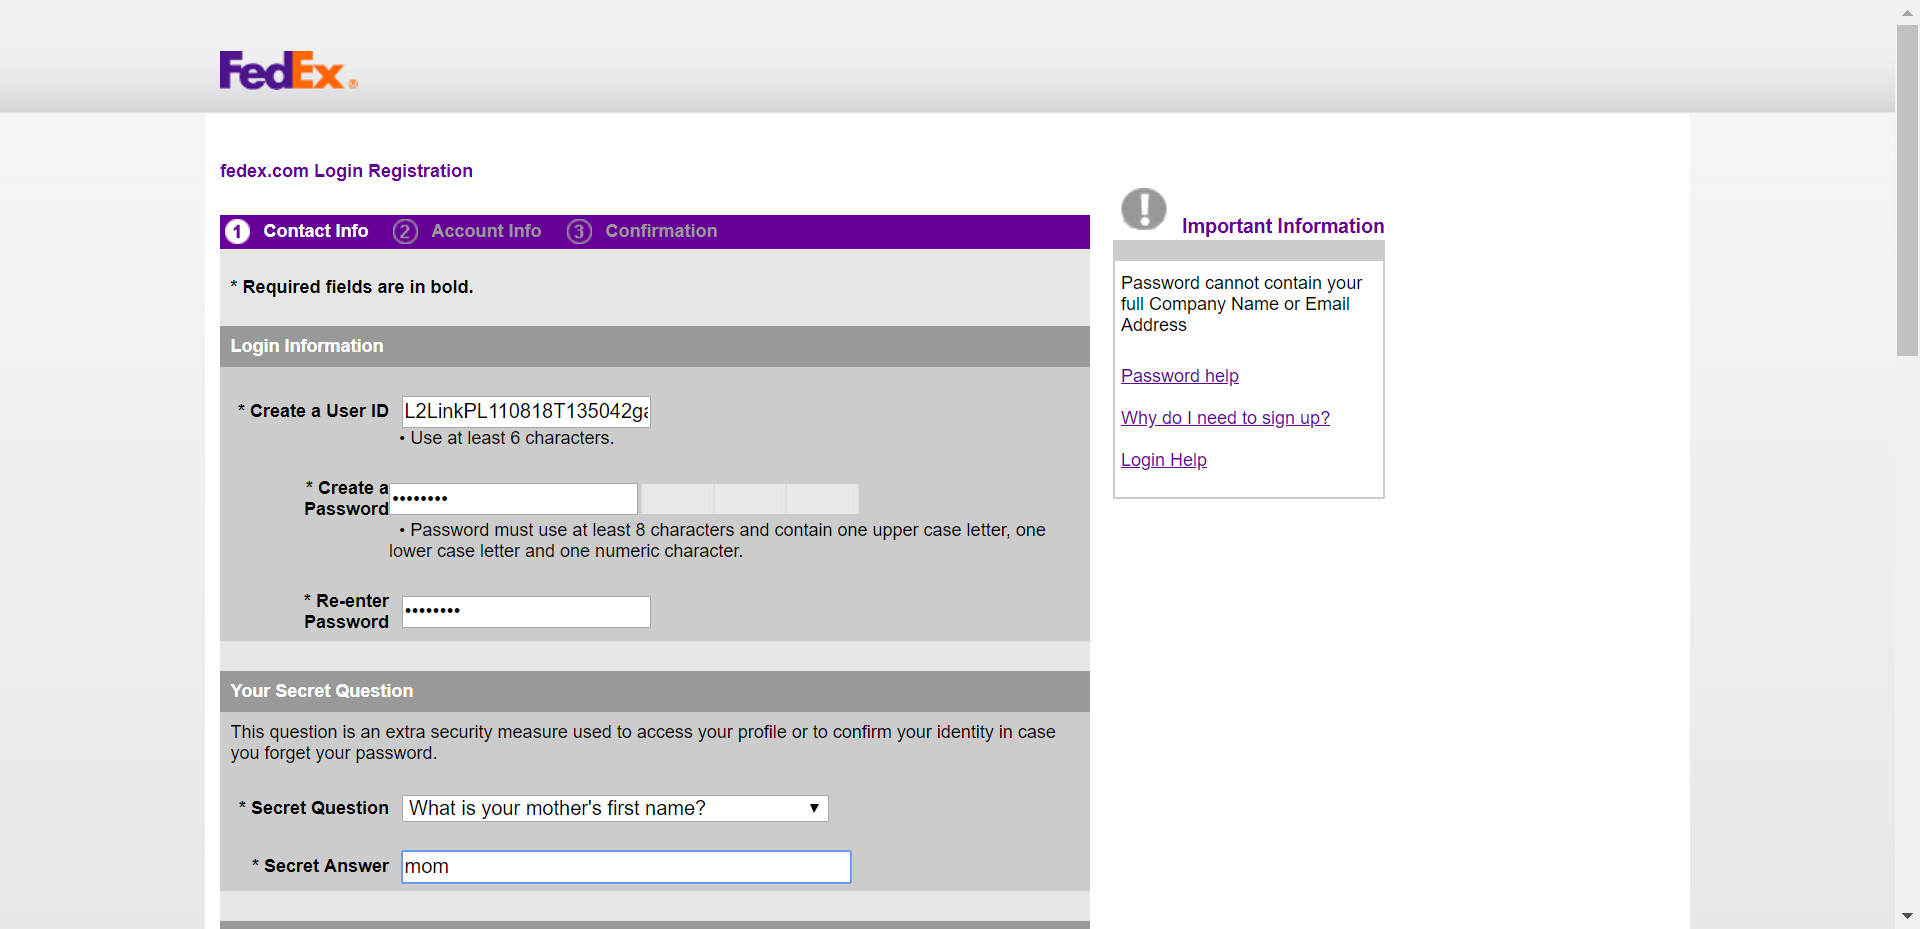 FedEx®
fedex.com Login Registration
1 Contact Info 2 Account Info 3 Confirmation
* Required fields are in bold.
Login Information
* Create a User ID L2LinkPL110818T135042ga
• Use at least 6 characters.
* Create a
Password ••••••••
• Password must use at least 8 characters and contain one upper case letter, one
lower case letter and one numeric character.
* Re-enter
Password ••••••••
Your Secret Question
This question is an extra security measure used to access your profile or to confirm your identity in case
you forget your password.
* Secret Question What is your mother's first name?
* Secret Answer mom
Important Information
Password cannot contain your
full Company Name or Email
Address
Password help
Why do I need to sign up?
Login Help